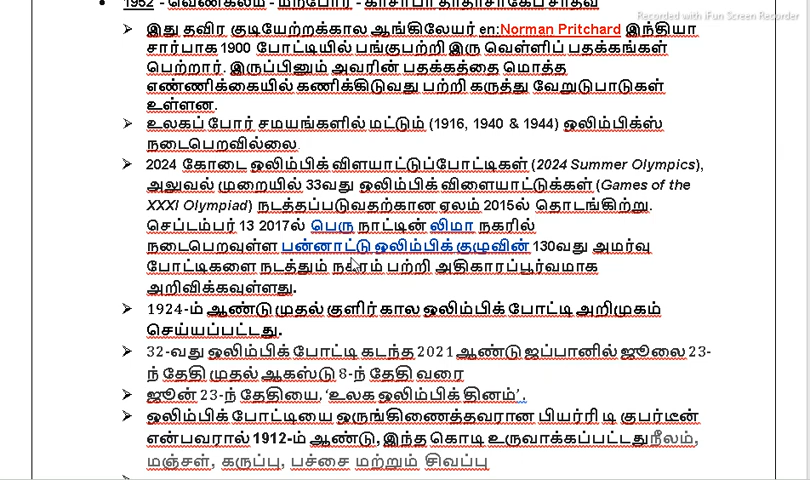 Recorded with iFun Screen Recorder
1952 - வெண்கலம் - மற்போர் - காசாபா தாதாசாகேப் சாதவ்
இது தவிர குடியேற்றக்கால ஆங்கிலேயர் en:Norman Pritchard இந்தியா
சார்பாக 1900 போட்டியில் பங்குபற்றி இரு வெள்ளிப் பதக்கங்கள்
பெற்றார். இருப்பினும் அவரின் பதக்கத்தை மொத்த
எண்ணிக்கையில் கணிக்கிடுவது பற்றி கருத்து வேறுடுபாடுகள்
உள்ளன.
உலகப் போர் சமயங்களில் மட்டும் (1916, 1940 & 1944) ஒலிம்பிக்ஸ்
நடைபெறவில்லை
2024 கோடை ஒலிம்பிக் விளயாட்டுப்போட்டிகள் (2024 Summer Olympics),
அலுவல் முறையில் 33வது ஒலிம்பிக் விளையாட்டுக்கள் (Games of the
XXXI Olympiad) நடத்தப்படுவதற்கான ஏலம் 2015ல் தொடங்கிற்று.
செப்டம்பர் 13 2017ல் பெரு நாட்டின் லிமா நகரில்
நடைபெறவுள்ள பன்னாட்டு ஒலிம்பிக் குழுவின் 130வது அமர்வு
போட்டிகளை நடத்தும் நகரம் பற்றி அதிகாரப்பூர்வமாக
அறிவிக்கவுள்ளது.
1924-ம் ஆண்டு முதல் குளிர் கால ஒலிம்பிக் போட்டி அறிமுகம்
செய்யப்பட்டது.
32-வது ஒலிம்பிக் போட்டி கடந்த 2021 ஆண்டு ஜப்பானில் ஜூலை 23-
ந் தேதி முதல் ஆகஸ்டு 8-ந் தேதி வரை
ஜூன் 23-ந் தேதியை, ‘உலக ஒலிம்பிக் தினம்’ .
ஒலிம்பிக் போட்டியை ஒருங்கிணைத்தவரான பியர்ரி டி குபர்டீன்
என்பவரால் 1912-ம் ஆண்டு, இந்த கொடி உருவாக்கப்பட்டதுநீலம்,
மஞ்சள், கருப்பு, பச்சை மற்றும் சிவப்பு